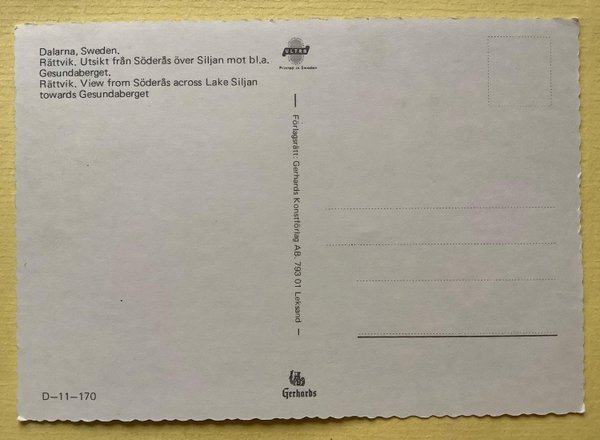 Dalarna, Sweden.
Rättvik. Utsikt från Söderås över Siljan mot bl.a.
Gesundaberget.
Rättvik. View from Söderås across Lake Siljan
towards Gesundaberget
ULTRA
Printed in Sweden
— Förlagsrätt: Gerhards Konstförlag AB. 793 01 Leksand —
D—11—170
Gerhards